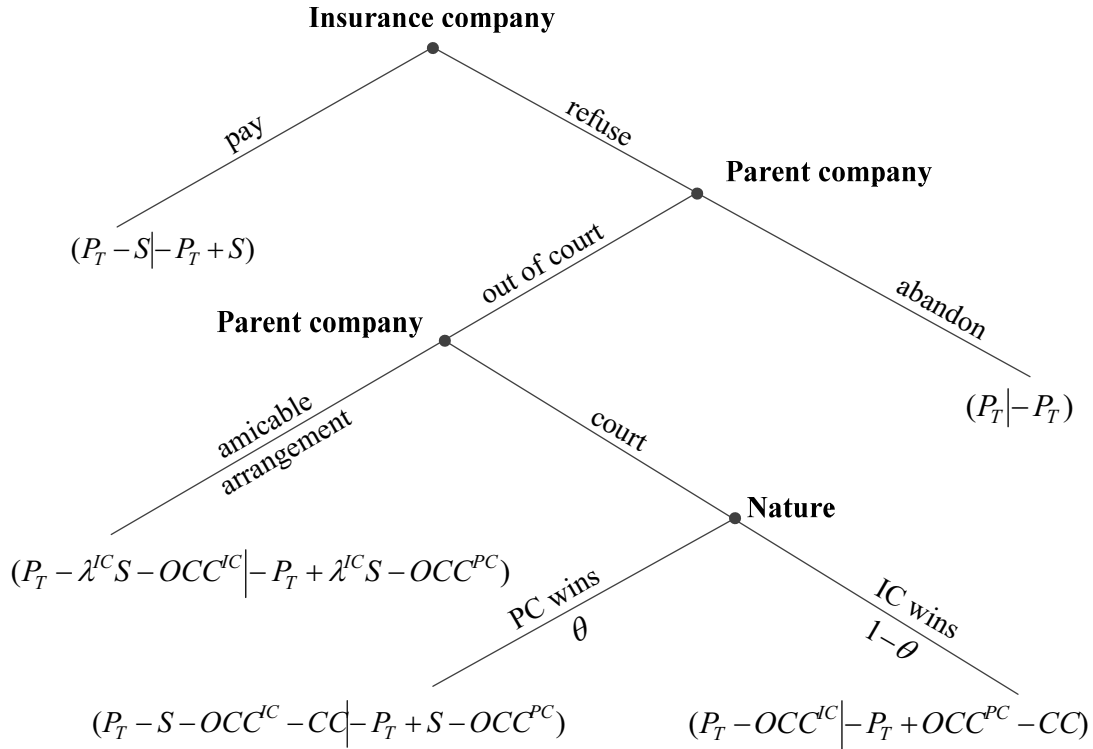 Insurance company
pay
refuse
Parent company
(P_T − S|−P_T + S)
out of court
abandon
Parent company
(P_T|−P_T)
amicable
arrangement
court
Nature
(P_T − λ^{IC}S − OCC^{IC}|−P_T + λ^{IC}S − OCC^{PC})
PC wins
θ
IC wins
1−θ
(P_T − S − OCC^{IC} − CC|−P_T + S − OCC^{PC})
(P_T − OCC^{IC}|−P_T + OCC^{PC} − CC)